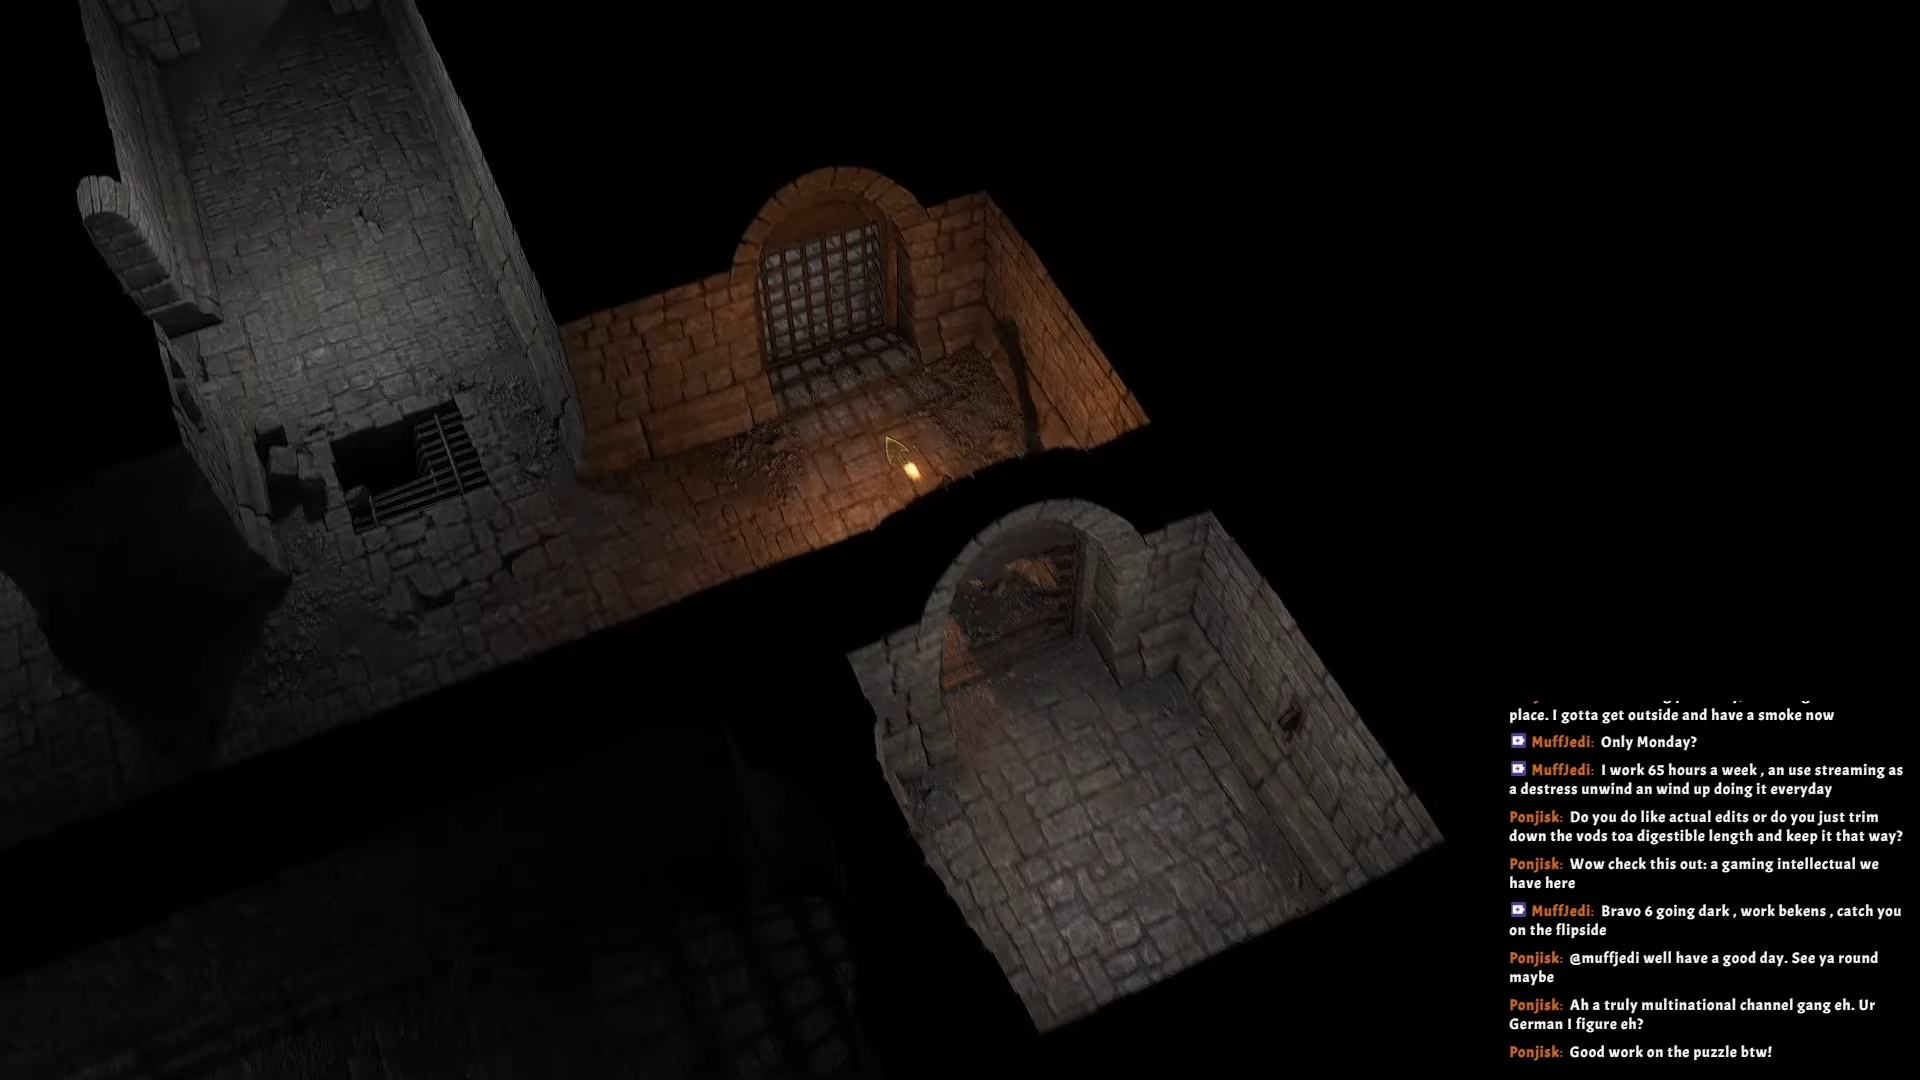 place. I gotta get outside and have a smoke now
MuffJedi: Only Monday?
MuffJedi: I work 65 hours a week , an use streaming as
a destress unwind an wind up doing it everyday
Ponjisk: Do you do like actual edits or do you just trim
down the vods toa digestible length and keep it that way?
Ponjisk: Wow check this out: a gaming intellectual we
have here
MuffJedi: Bravo 6 going dark , work bekens , catch you
on the flipside
Ponjisk: @muffjedi well have a good day. See ya round
maybe
Ponjisk: Ah a truly multinational channel gang eh. Ur
German I figure eh?
Ponjisk: Good work on the puzzle btw!